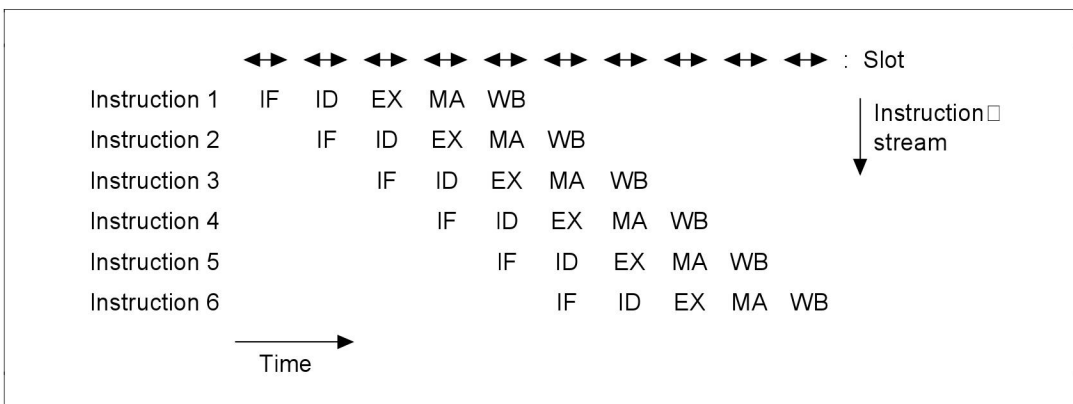 : Slot
Instruction 1 IF ID EX MA WB
Instruction 2 IF ID EX MA WB
Instruction 3 IF ID EX MA WB
Instruction 4 IF ID EX MA WB
Instruction 5 IF ID EX MA WB
Instruction 6 IF ID EX MA WB
Instruction□
stream
Time